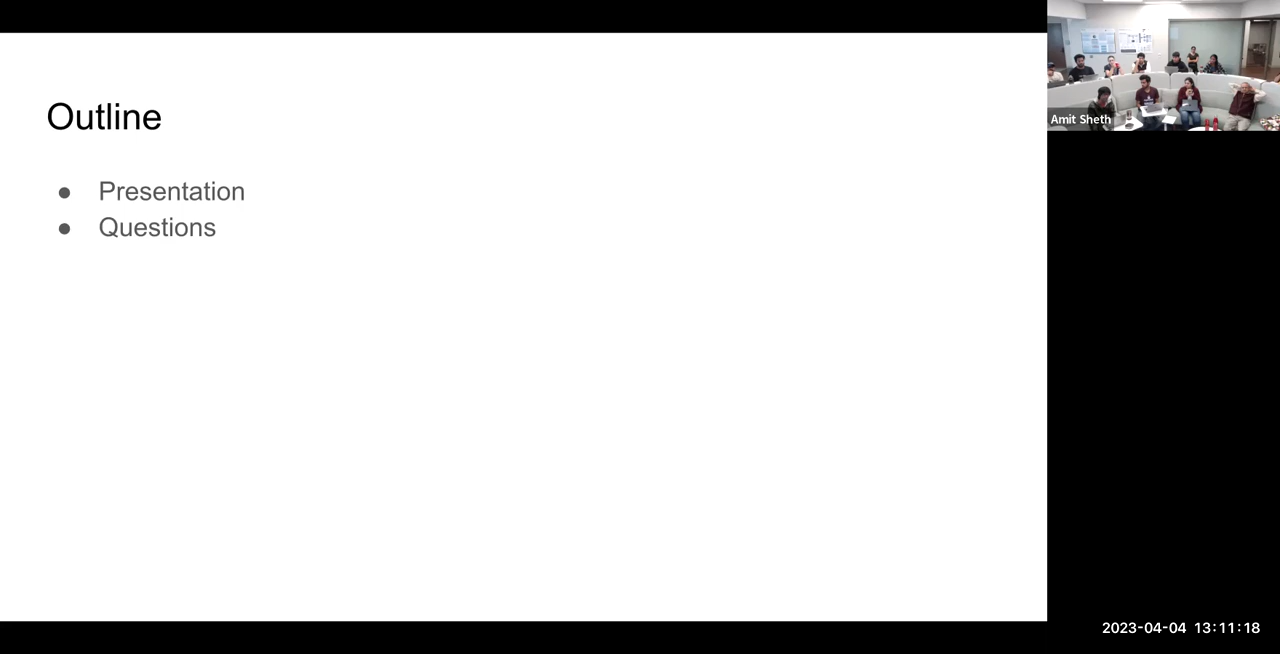 Outline
● Presentation
● Questions
Amit Sheth
2023-04-04 13:11:18